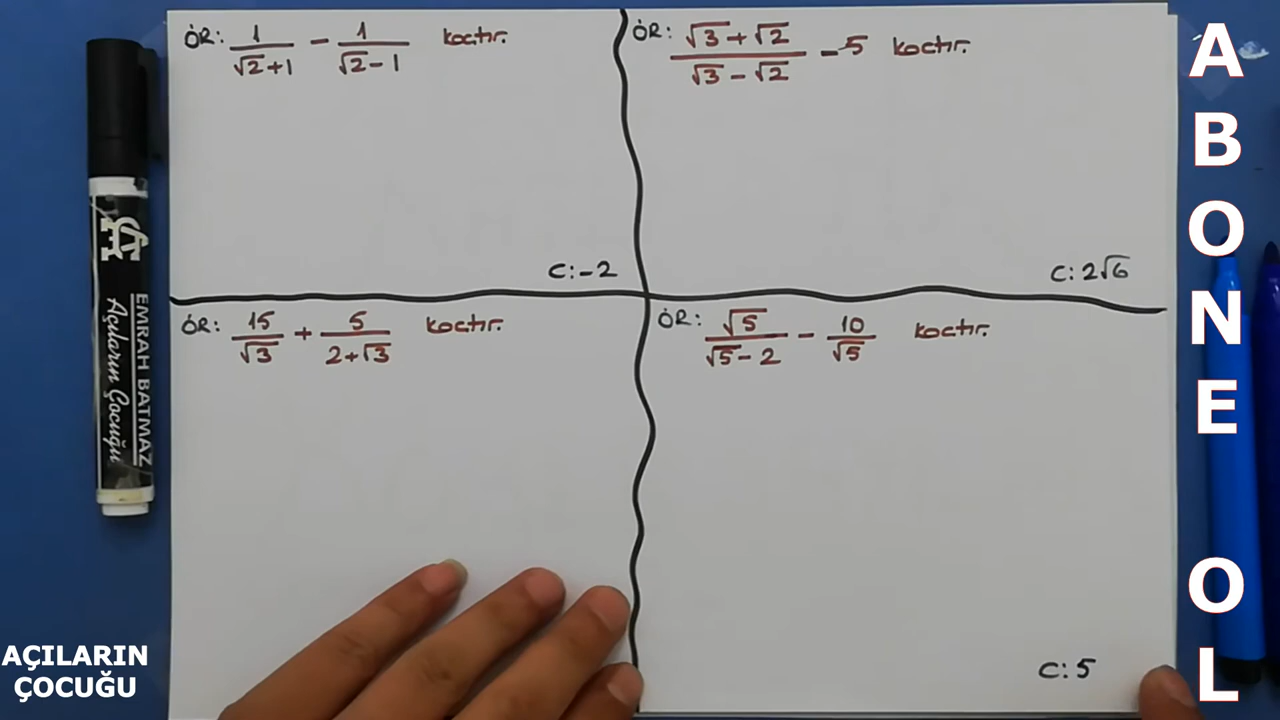 ÖR: 1/(√2+1) − 1/(√2−1) kaçtır.
C: -2
ÖR: (√3+√2)/(√3−√2) − 5 kaçtır.
C: 2√6
ÖR: 15/√3 + 5/(2+√3) kaçtır.
ÖR: √5/(√5−2) − 10/√5 kaçtır.
C: 5
EMRAH BATMAZ
Açıların Çocuğu
AÇILARIN
ÇOCUĞU
ABONE
OL